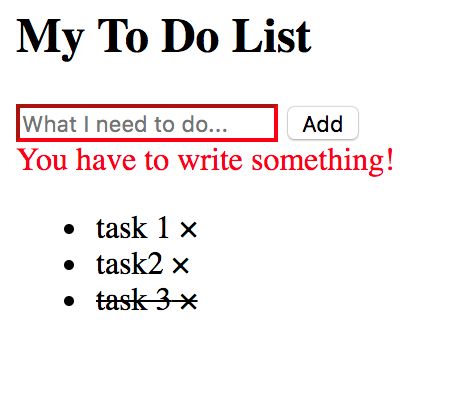 My To Do List
What I need to do... Add
You have to write something!
task 1 ×
task2 ×
task 3 ×